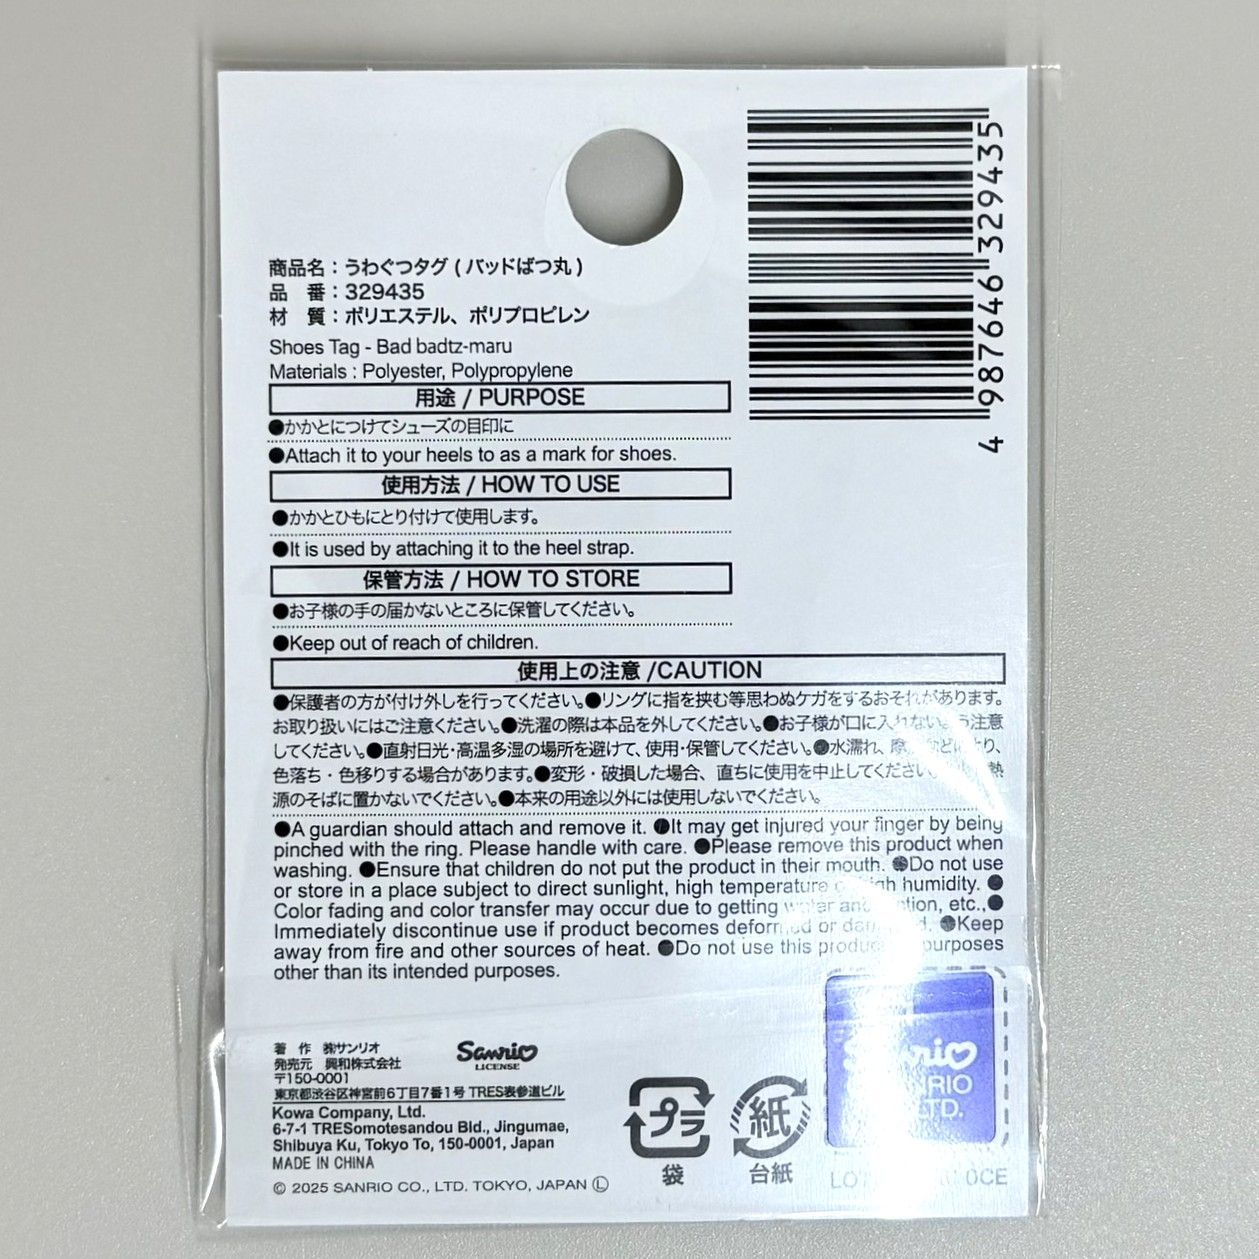 4 987646 329435
商品名：うわぐつタグ (バッドばつ丸)
品　番：329435
材　質：ポリエステル、ポリプロピレン
Shoes Tag - Bad badtz-maru
Materials : Polyester, Polypropylene
用途 / PURPOSE
●かかとにつけてシューズの目印に
●Attach it to your heels to as a mark for shoes.
使用方法 / HOW TO USE
●かかとひもにとり付けて使用します。
●It is used by attaching it to the heel strap.
保管方法 / HOW TO STORE
●お子様の手の届かないところに保管してください。
●Keep out of reach of children.
使用上の注意 /CAUTION
●保護者の方が付け外しを行ってください。●リングに指を挟む等思わぬケガをするおそれがあります。
お取り扱いにはご注意ください。●洗濯の際は本品を外してください。●お子様が口に入れない 注意
してください。●直射日光・高温多湿の場所を避けて、使用・保管してください。●水濡れ、
色落ち・色移りする場合があります。●変形・破損した場合、直ちに使用を中止してください 熱
源のそばに置かないでください。●本来の用途以外には使用しないでください。
●A guardian should attach and remove it. ●It may get injured your finger by being
pinched with the ring. Please handle with care. ●Please remove this product when
washing. ●Ensure that children do not put the product in their mouth. ●Do not use
or store in a place subject to direct sunlight, high temperature high humidity. ●
Color fading and color transfer may occur due to getting etc.,●
Immediately discontinue use if product becomes ●Keep
away from fire and other sources of heat. ●Do not use this purposes
other than its intended purposes.
著　作　㈱サンリオ
発売元　興和株式会社
〒150-0001
東京都渋谷区神宮前6丁目7番1号 TRES表参道ビル
Kowa Company, Ltd.
6-7-1 TRESomotesandou Bld., Jingumae,
Shibuya Ku, Tokyo To, 150-0001, Japan
MADE IN CHINA
© 2025 SANRIO CO., LTD. TOKYO, JAPAN Ⓛ
Sanrio
LICENSE
プラ
袋
紙
台紙